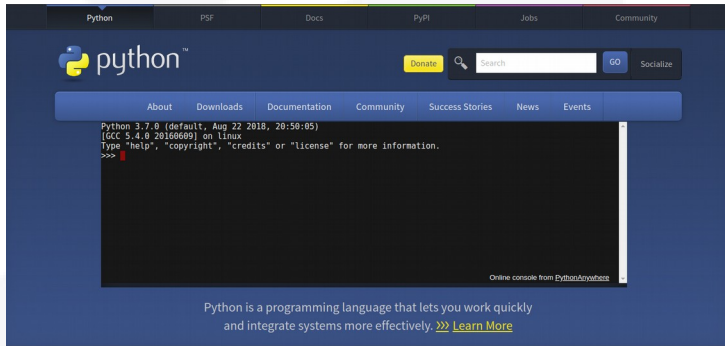 Python PSF Docs PyPI Jobs Community
python™
Donate Search GO Socialize
About Downloads Documentation Community Success Stories News Events
Python 3.7.0 (default, Aug 22 2018, 20:50:05)
[GCC 5.4.0 20160609] on linux
Type "help", "copyright", "credits" or "license" for more information.
>>>
Online console from PythonAnywhere
Python is a programming language that lets you work quickly
and integrate systems more effectively. >>> Learn More